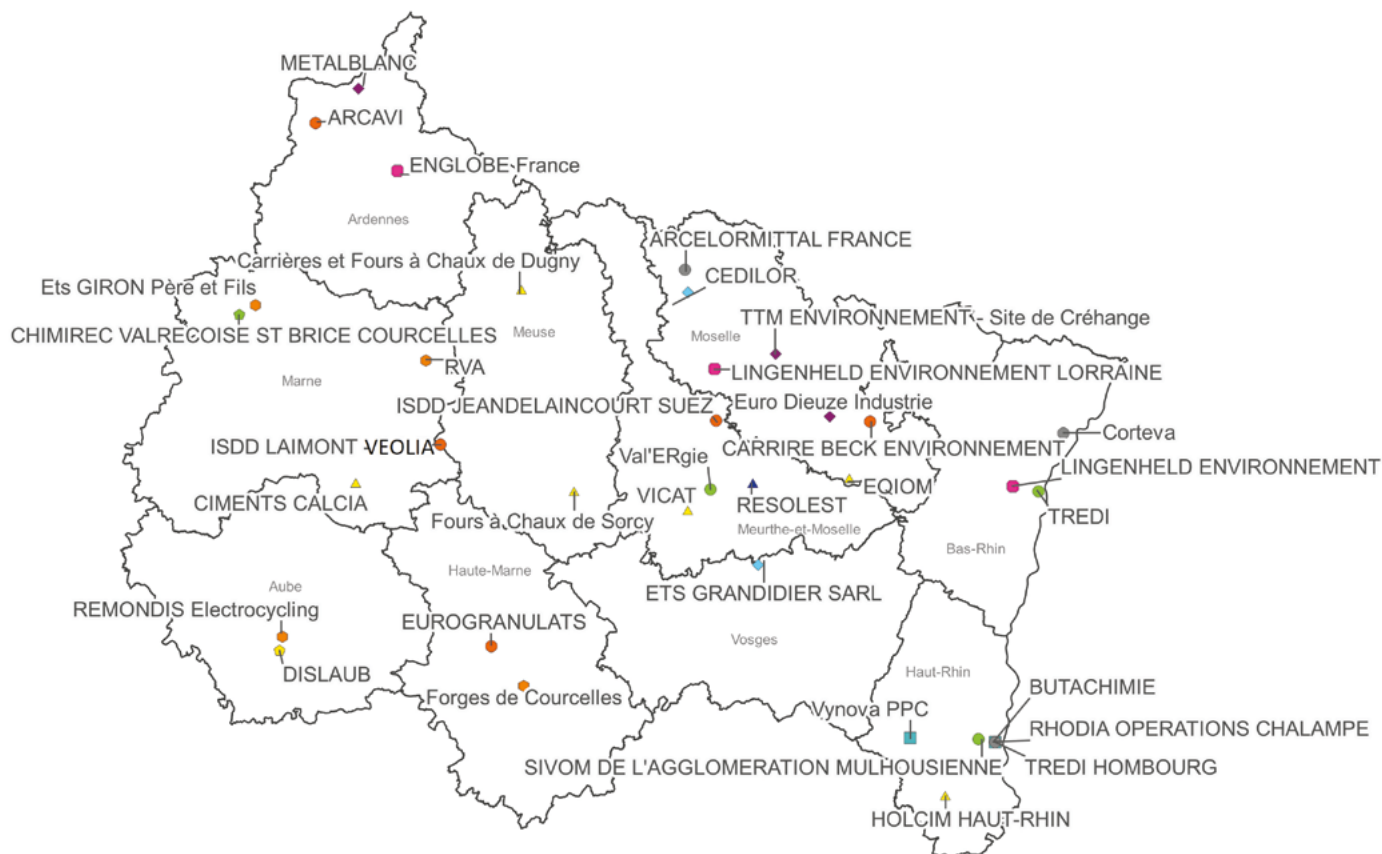 METALBLANC
ARCAVI
ENGLOBE France
Ardennes
ARCELORMITTAL FRANCE
Carrières et Fours à Chaux de Dugny
CEDILOR
Ets GIRON Père et Fils
TTM ENVIRONNEMENT - Site de Créhange
CHIMIREC VALRECOISE ST BRICE COURCELLES
Meuse
Moselle
RVA
LINGENHELD ENVIRONNEMENT LORRAINE
Marne
ISDD JEANDELAINCOURT SUEZ
Euro Dieuze Industrie
Corteva
ISDD LAIMONT - VEOLIA
CARRIRE BECK ENVIRONNEMENT
Val'ERgie
LINGENHELD ENVIRONNEMENT
EQIOM
VICAT
RESOLEST
CIMENTS CALCIA
TREDI
Fours à Chaux de Sorcy
Meurthe-et-Moselle
Bas-Rhin
Haute-Marne
Aube
ETS GRANDIDIER SARL
REMONDIS Electrocycling
EUROGRANULATS
Vosges
DISLAUB
Haut-Rhin
BUTACHIMIE
Forges de Courcelles
Vynova PPC
RHODIA OPERATIONS CHALAMPE
SIVOM DE L'AGGLOMERATION MULHOUSIENNE
TREDI HOMBOURG
HOLCIM HAUT-RHIN